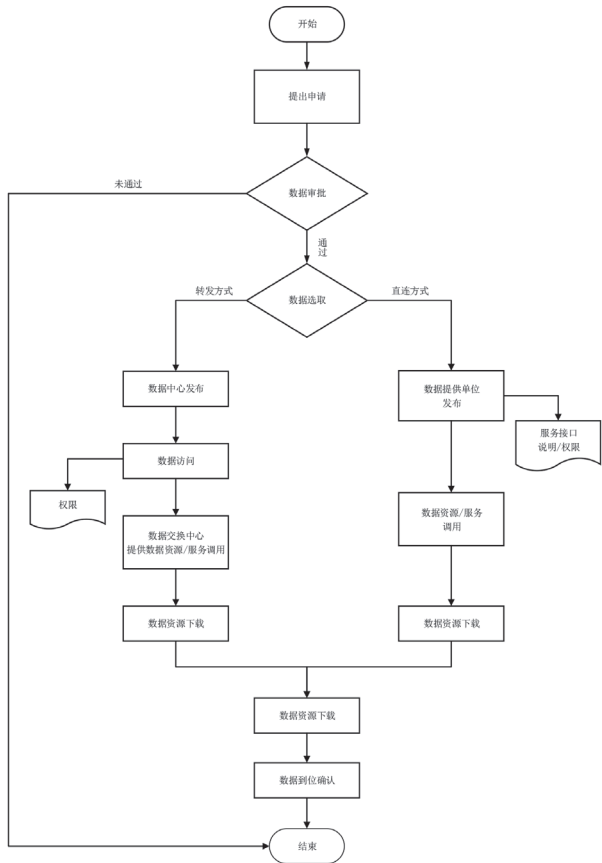 开始
提出申请
未通过
数据审批
通
过
转发方式
数据选取
直连方式
数据中心发布
数据提供单位
发布
服务接口
说明/权限
数据访问
权限
数据交换中心
提供数据资源/服务调用
数据资源/服务
调用
数据资源下载
数据资源下载
数据资源下载
数据到位确认
结束